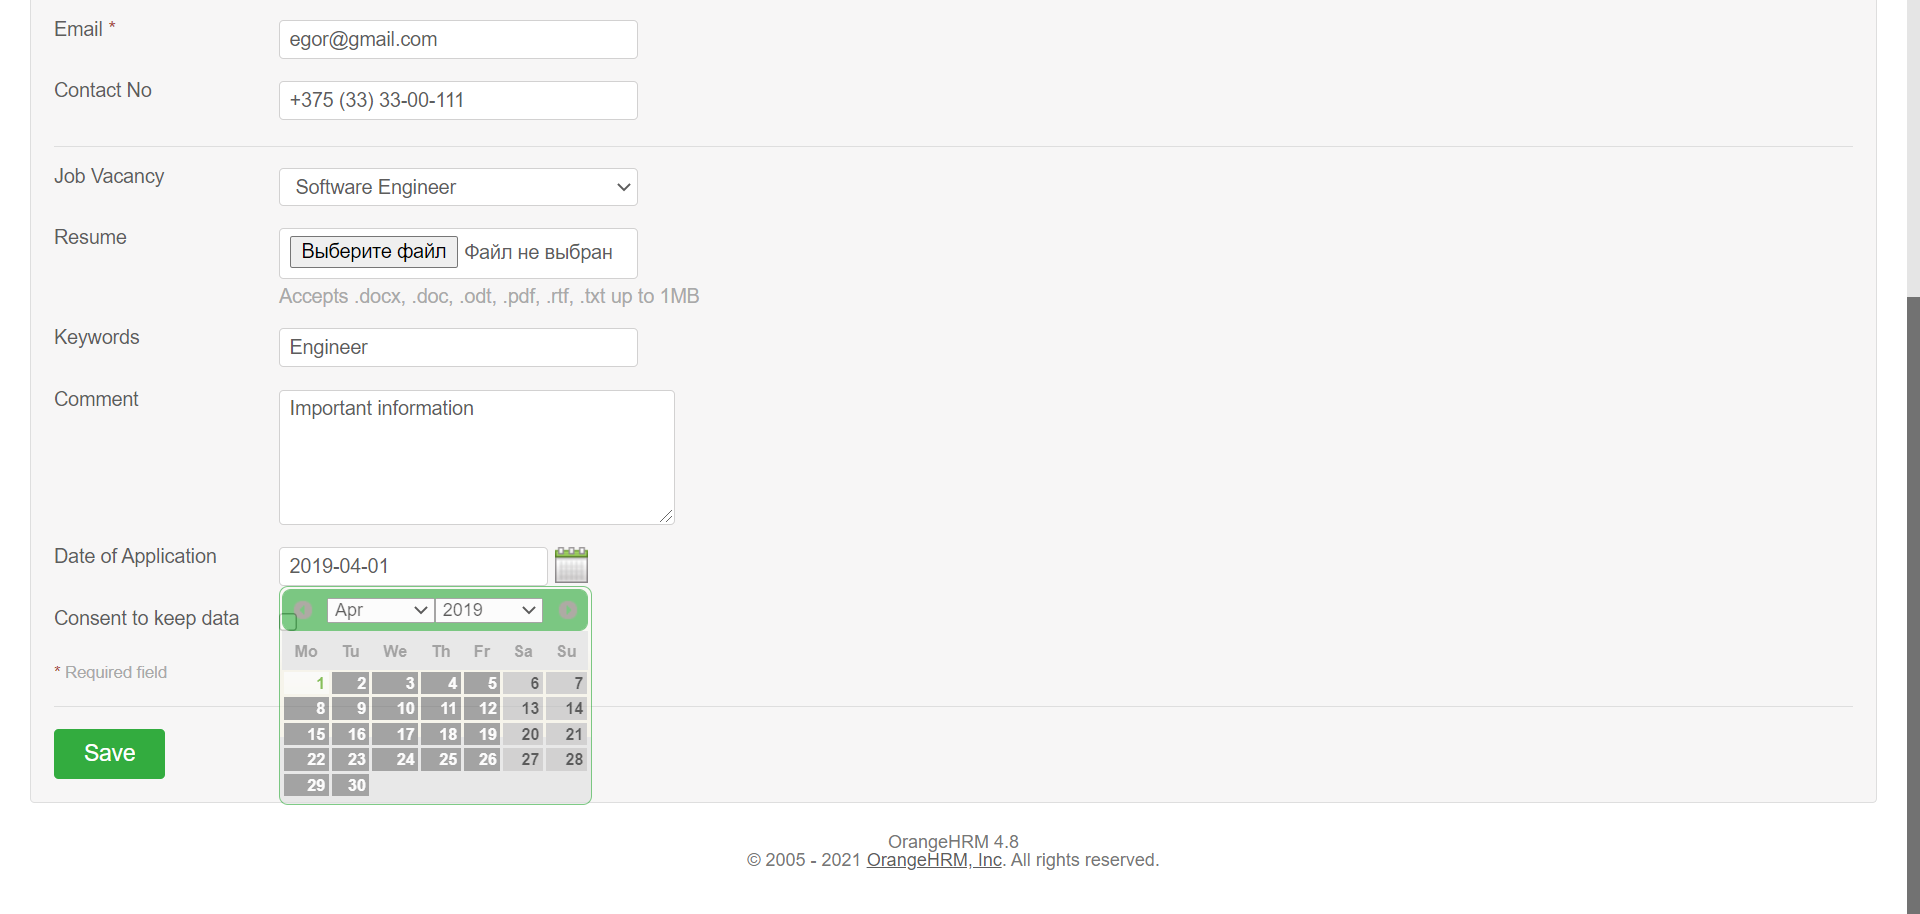 Email *
egor@gmail.com
Contact No
+375 (33) 33-00-111
Job Vacancy
Software Engineer
Resume
Выберите файл Файл не выбран
Accepts .docx, .doc, .odt, .pdf, .rtf, .txt up to 1MB
Keywords
Engineer
Comment
Important information
Date of Application
2019-04-01
Consent to keep data
Apr 2019
Mo Tu We Th Fr Sa Su
1 2 3 4 5 6 7
8 9 10 11 12 13 14
15 16 17 18 19 20 21
22 23 24 25 26 27 28
29 30
* Required field
Save
OrangeHRM 4.8
© 2005 - 2021 OrangeHRM, Inc. All rights reserved.